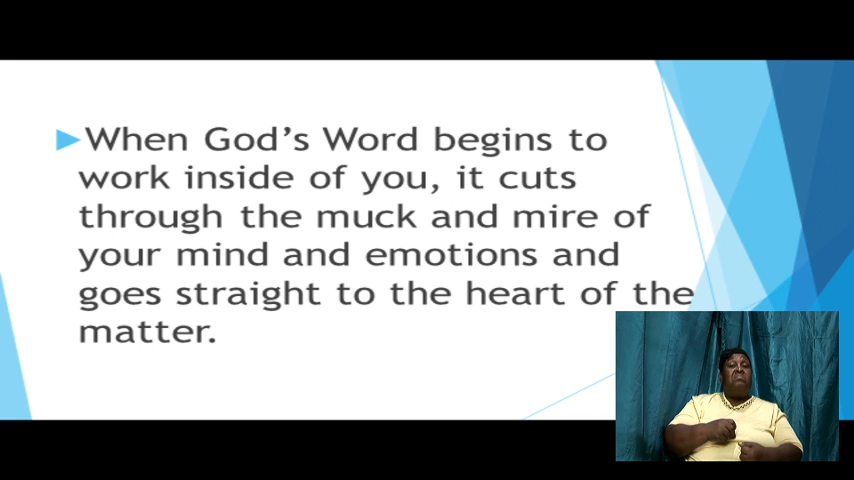 When God's Word begins to
work inside of you, it cuts
through the muck and mire of
your mind and emotions and
goes straight to the heart of the
matter.